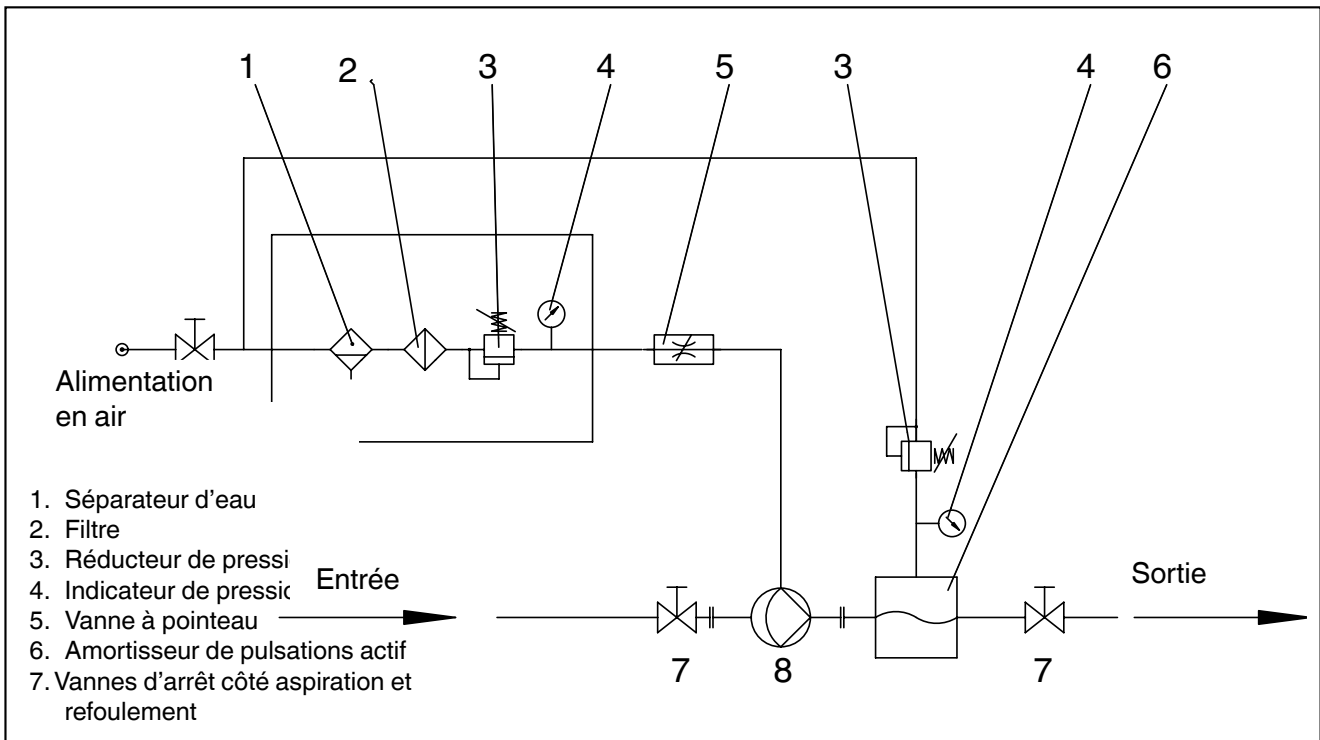 1 2 3 4 5 3 4 6
Alimentation
en air
1. Séparateur d'eau
2. Filtre
3. Réducteur de pressi
4. Indicateur de pressic
5. Vanne à pointeau
6. Amortisseur de pulsations actif
7. Vannes d'arrêt côté aspiration et
refoulement
Entrée
Sortie
7 8 7